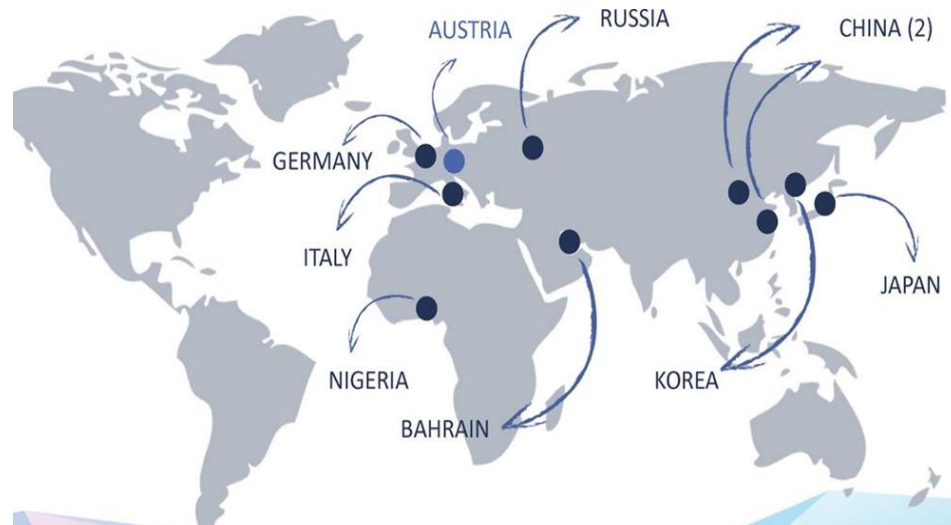 RUSSIA
AUSTRIA
CHINA (2)
GERMANY
ITALY
JAPAN
NIGERIA
KOREA
BAHRAIN